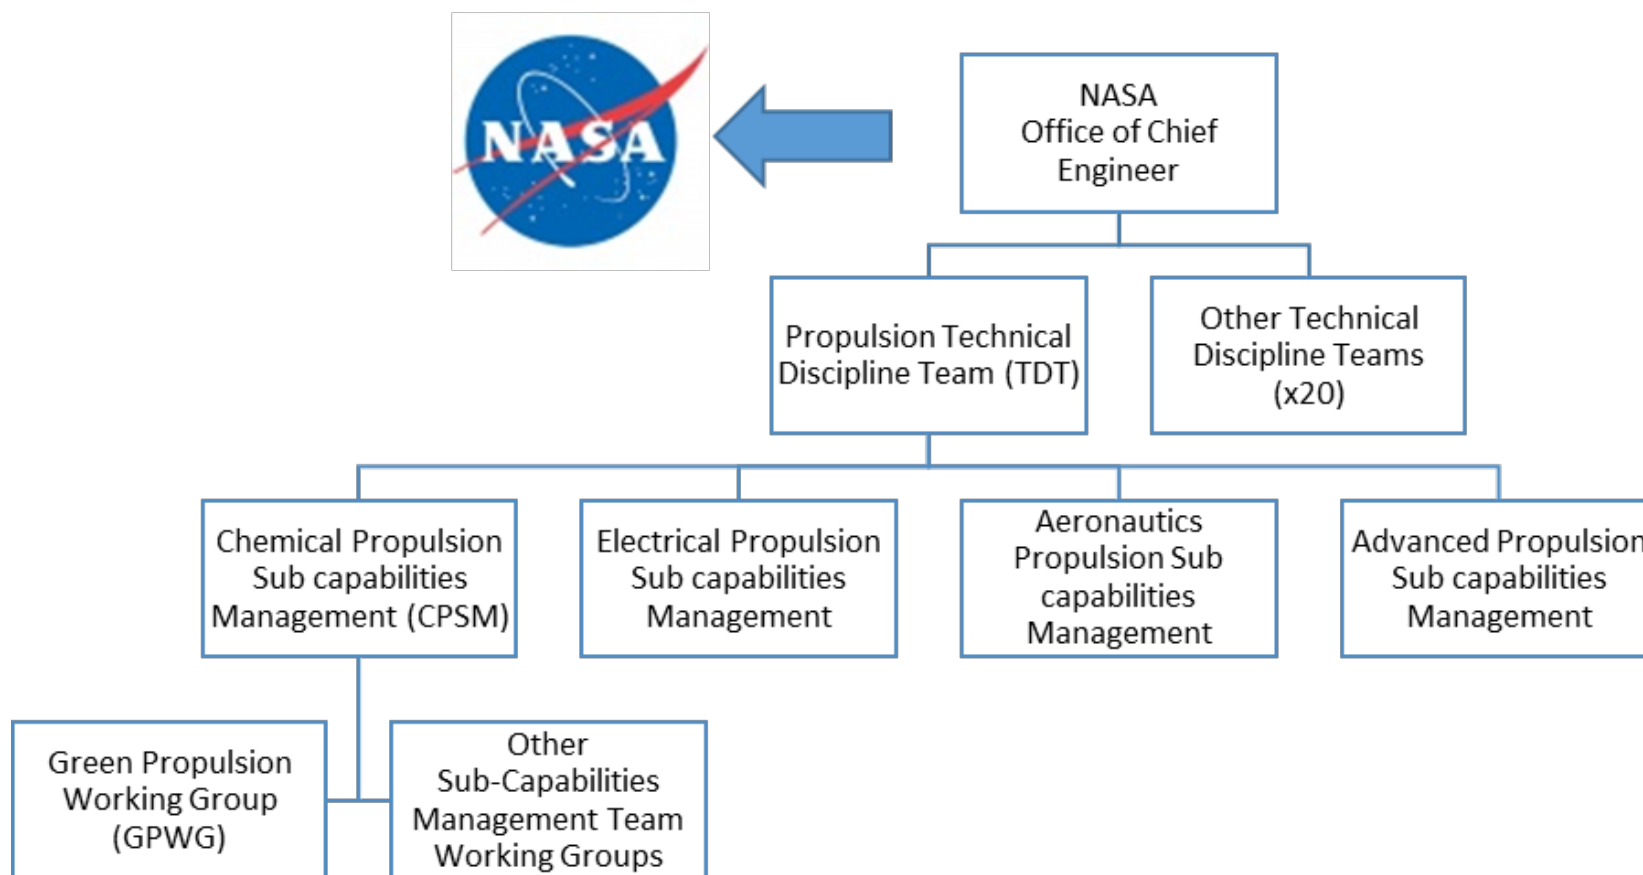 NASA
NASA
Office of Chief
Engineer
Propulsion Technical
Discipline Team (TDT)
Other Technical
Discipline Teams
(x20)
Chemical Propulsion
Sub capabilities
Management (CPSM)
Electrical Propulsion
Sub capabilities
Management
Aeronautics
Propulsion Sub
capabilities
Management
Advanced Propulsion
Sub capabilities
Management
Green Propulsion
Working Group
(GPWG)
Other
Sub-Capabilities
Management Team
Working Groups